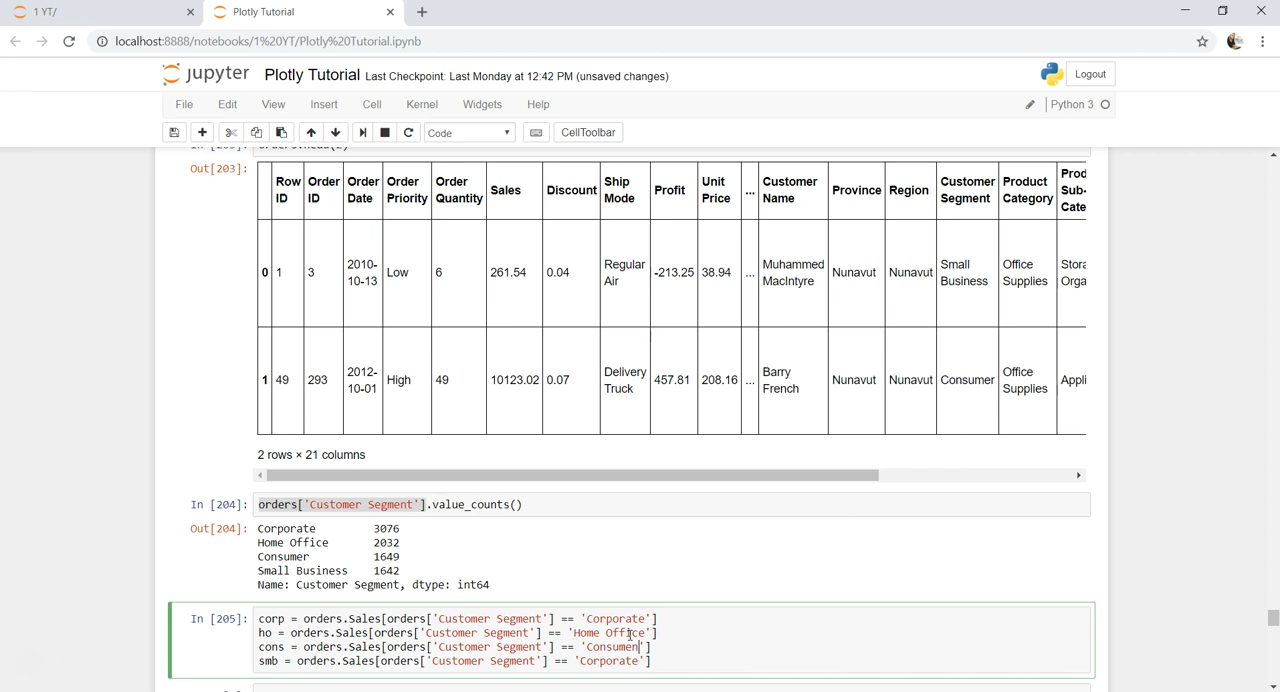 1 YT/
Plotly Tutorial
localhost:8888/notebooks/1%20YT/Plotly%20Tutorial.ipynb
jupyter Plotly Tutorial Last Checkpoint: Last Monday at 12:42 PM (unsaved changes)
Logout
File Edit View Insert Cell Kernel Widgets Help
Python 3
Code
CellToolbar
Out[203]:
Row ID Order ID Order Date Order Priority Order Quantity Sales Discount Ship Mode Profit Unit Price ... Customer Name Province Region Customer Segment Product Category Prod Sub- Cate
0 1 3 2010-10-13 Low 6 261.54 0.04 Regular Air -213.25 38.94 ... Muhammed MacIntyre Nunavut Nunavut Small Business Office Supplies Stora Orga
1 49 293 2012-10-01 High 49 10123.02 0.07 Delivery Truck 457.81 208.16 ... Barry French Nunavut Nunavut Consumer Office Supplies Appli
2 rows × 21 columns
In [204]: orders['Customer Segment'].value_counts()
Out[204]: Corporate 3076
Home Office 2032
Consumer 1649
Small Business 1642
Name: Customer Segment, dtype: int64
In [205]: corp = orders.Sales[orders['Customer Segment'] == 'Corporate']
ho = orders.Sales[orders['Customer Segment'] == 'Home Office']
cons = orders.Sales[orders['Customer Segment'] == 'Consumen']
smb = orders.Sales[orders['Customer Segment'] == 'Corporate']